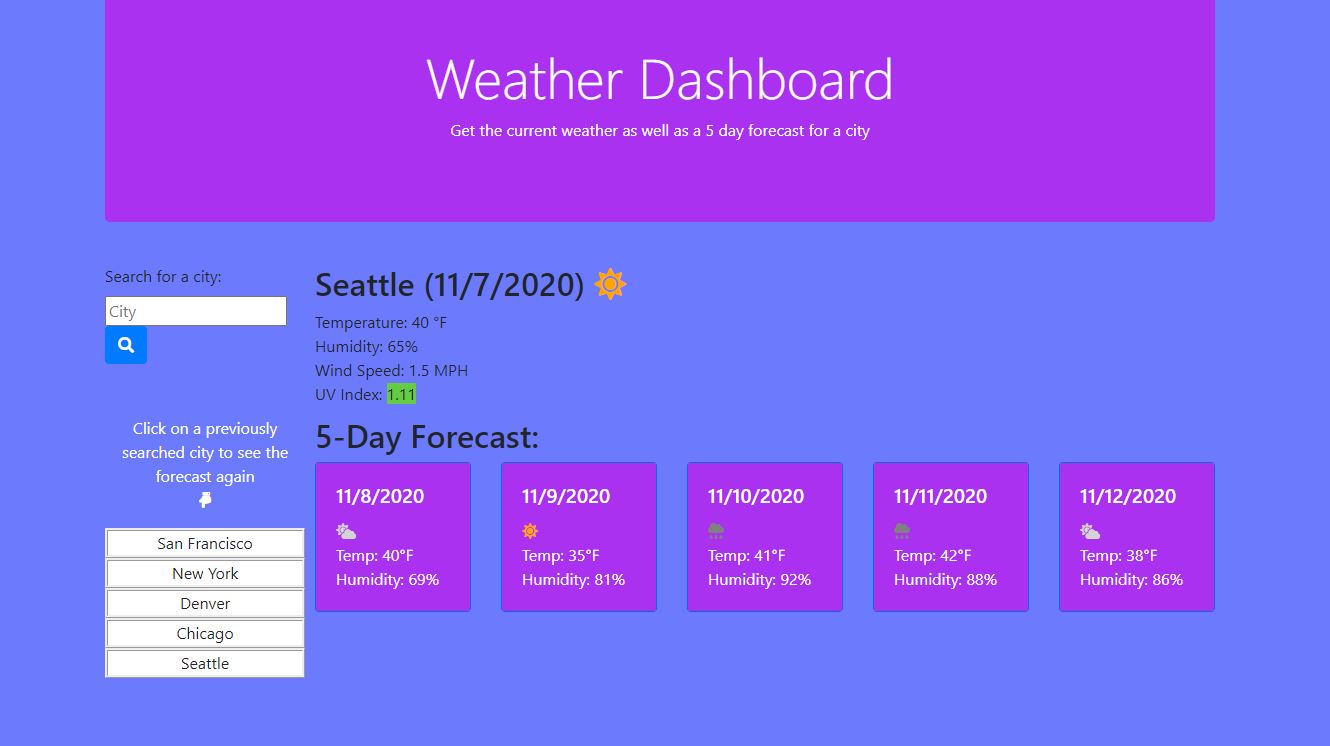 Weather Dashboard
Get the current weather as well as a 5 day forecast for a city
Search for a city:
City
Click on a previously
searched city to see the
forecast again
San Francisco
New York
Denver
Chicago
Seattle
Seattle (11/7/2020)
Temperature: 40 °F
Humidity: 65%
Wind Speed: 1.5 MPH
UV Index: 1.11
5-Day Forecast:
11/8/2020
Temp: 40°F
Humidity: 69%
11/9/2020
Temp: 35°F
Humidity: 81%
11/10/2020
Temp: 41°F
Humidity: 92%
11/11/2020
Temp: 42°F
Humidity: 88%
11/12/2020
Temp: 38°F
Humidity: 86%